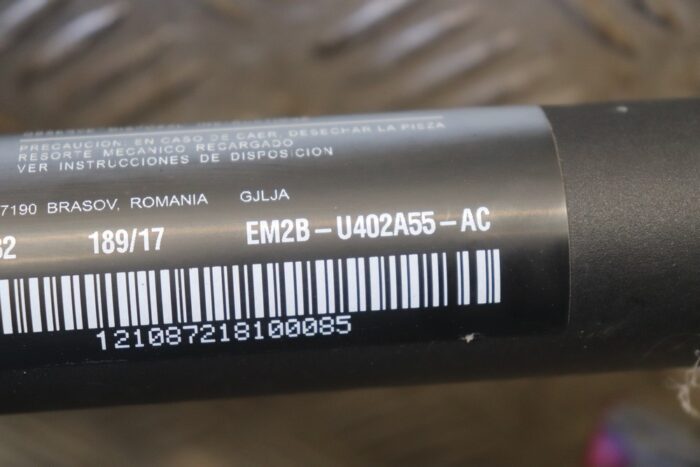 PRECAUCION: EN CASO DE CAER, DESECHAR LA PIEZA
RESORTE MECANICO RECARGADO
VER INSTRUCCIONES DE DISPOSICION
7190 BRASOV, ROMANIA GJLJA
189/17 EM2B-U402A55-AC
121087218100085